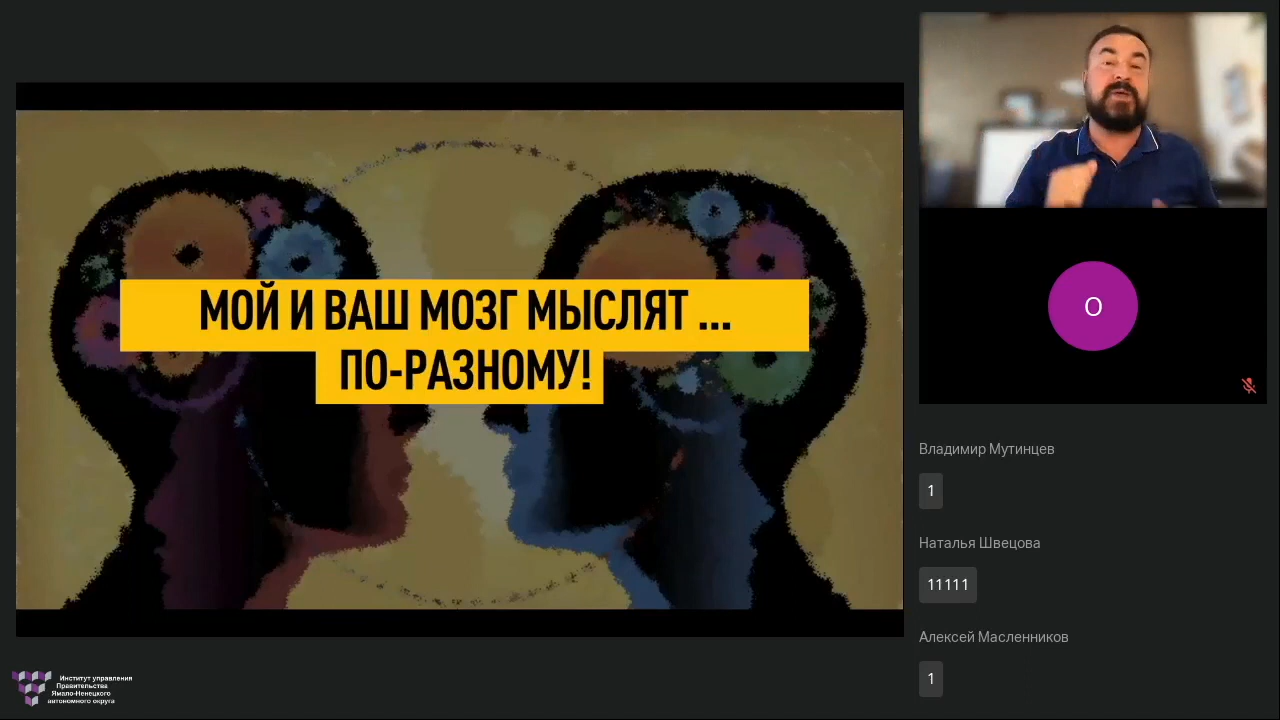 МОЙ И ВАШ МОЗГ МЫСЛЯТ ...
ПО-РАЗНОМУ!
О
Владимир Мутинцев
1
Наталья Швецова
11111
Алексей Масленников
1
Институт управления
Правительства
Ямало-Ненецкого
автономного округа